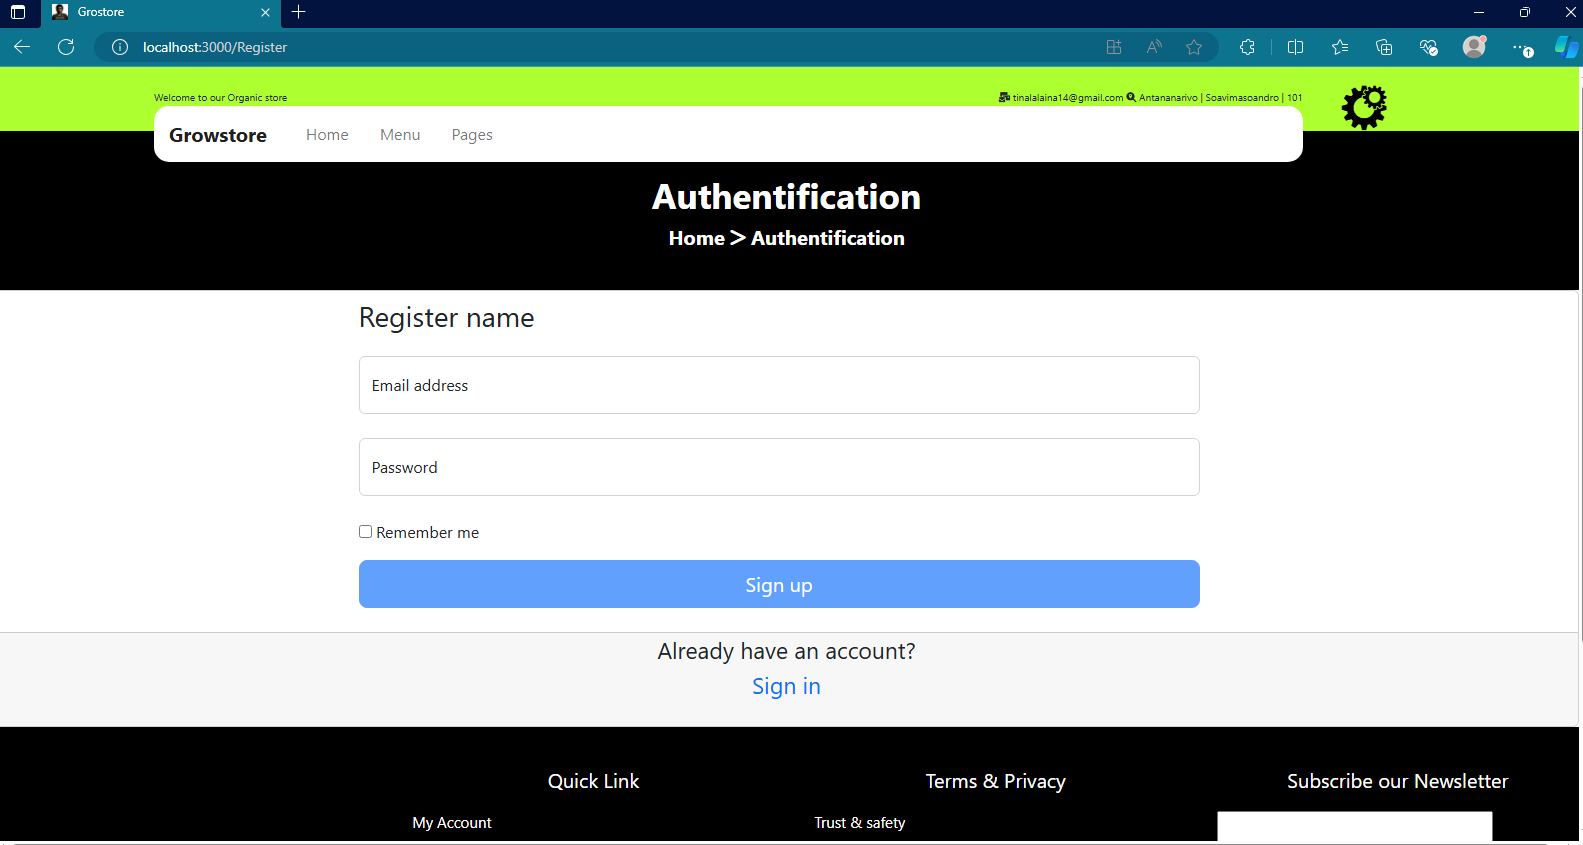 Grostore
localhost:3000/Register
Welcome to our Organic store
tinalalaina14@gmail.com Antananarivo | Soavimasoandro | 101
Growstore Home Menu Pages
Authentification
Home > Authentification
Register name
Email address
Password
Remember me
Sign up
Already have an account?
Sign in
Quick Link Terms & Privacy Subscribe our Newsletter
My Account Trust & safety